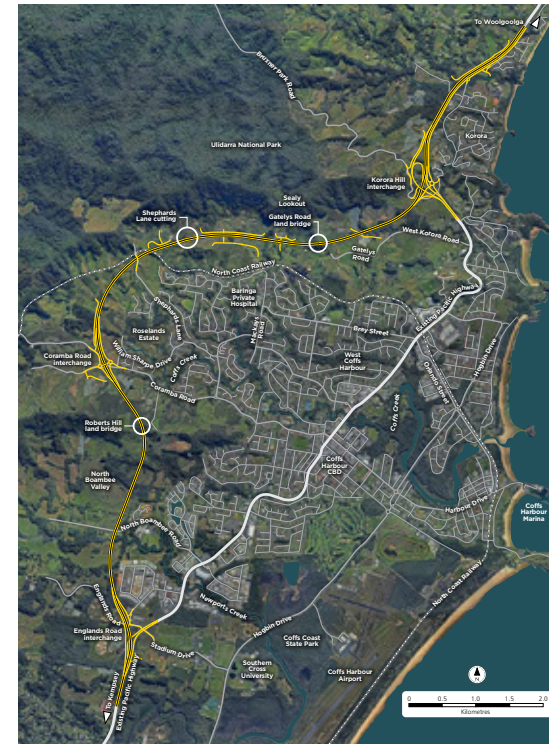 To Woolgoolga
Bruxner Park
Road
Korora
Ulidarra National Park
Korora Hill
interchange
Sealy
Lookout
Shephards
Lane cutting
Gatelys Road
land bridge
West Korora Road
Gatelys
Road
North Coast Railway
Existing Pacific Highway
Baringa
Private
Hospital
Shephards Lane
Mackays
Road
Bray Street
Roselands
Estate
Hogbin Drive
William Sharpe Drive
Coramba Road
interchange
Coffs Creek
West
Coffs
Harbour
Orlando Street
Coramba Road
Coffs Creek
Roberts Hill
land bridge
Coffs
Harbour
CBD
North
Boambee
Valley
Harbour Drive
Coffs
Harbour
Marina
North Boambee
Road
North Coast Railway
Englands Road
Newports Creek
Hogbin Drive
Englands Road
interchange
Coffs Coast
State Park
Stadium Drive
Southern
Cross
University
Coffs Harbour
Airport
To Kempsey
Existing Pacific Highway
N
0 0.5 1.0 1.5 2.0
Kilometres